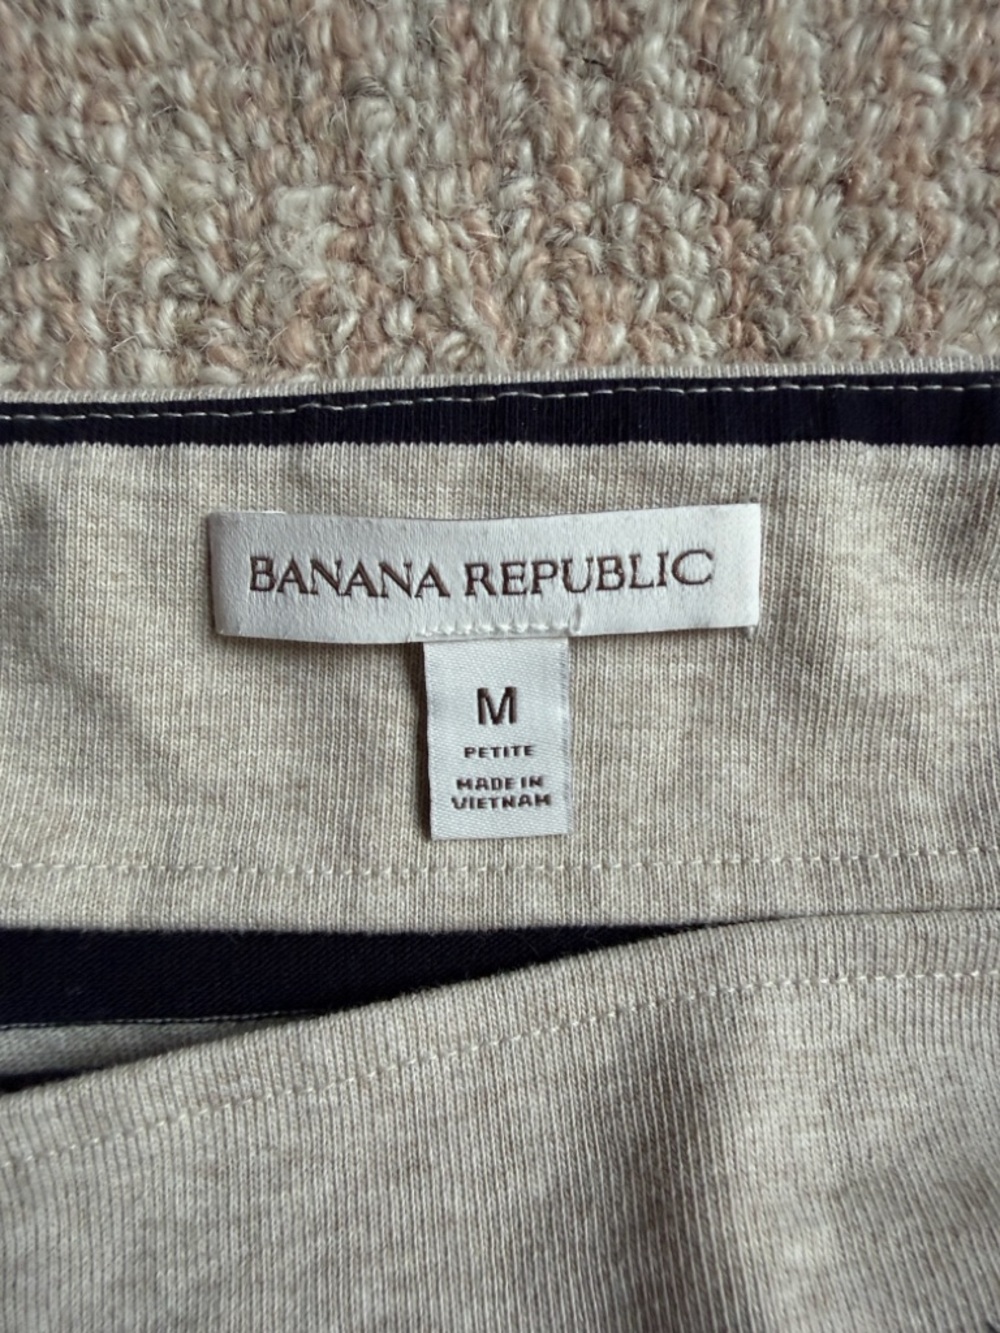 BANANA REPUBLIC
M
PETITE
MADE IN
VIETNAM